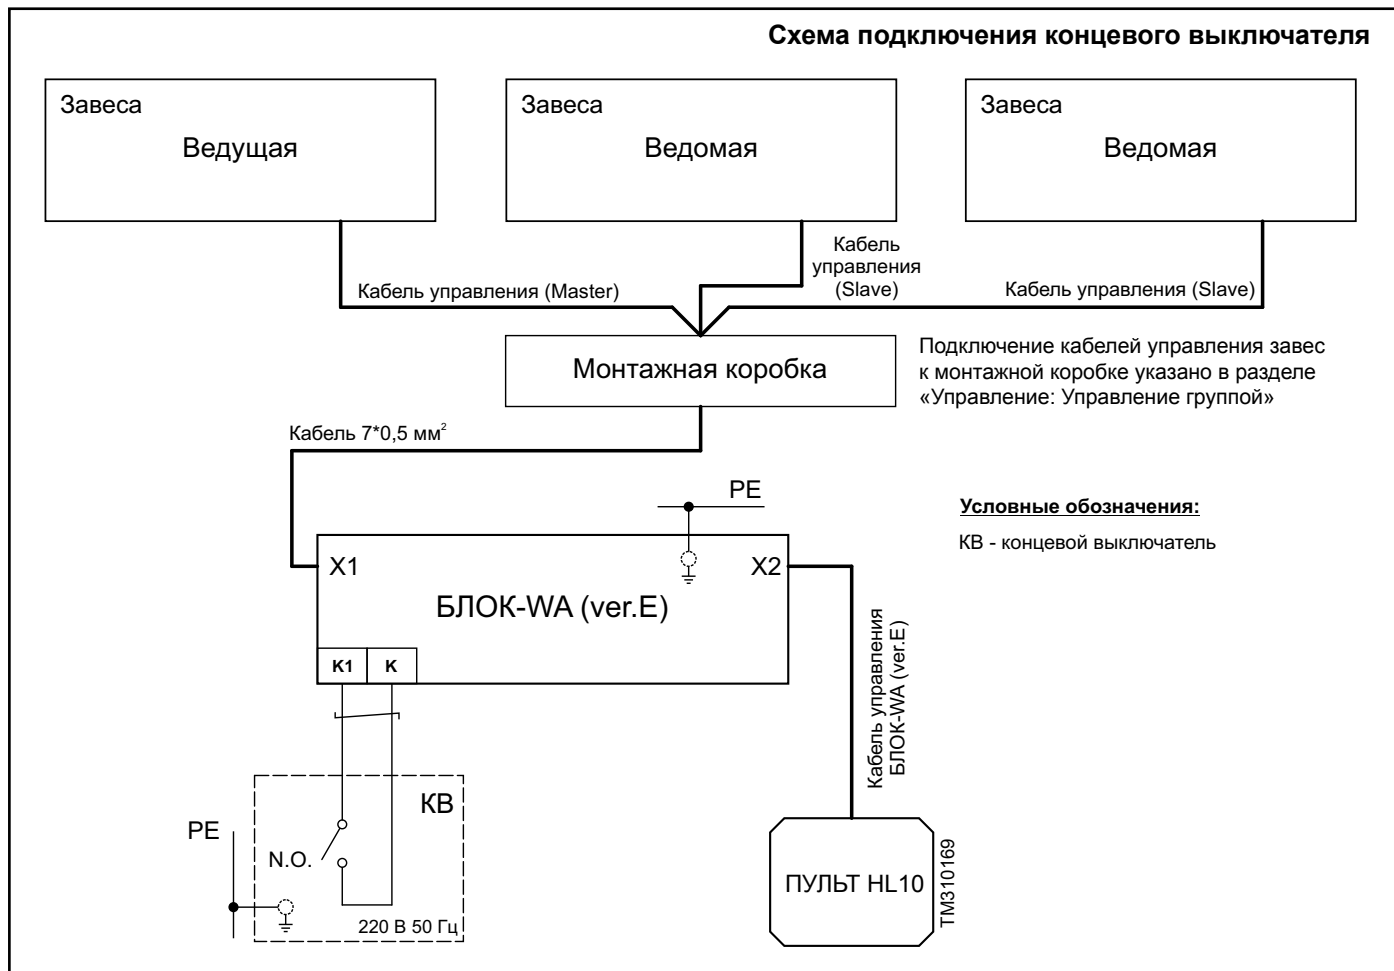 Схема подключения концевого выключателя
Завеса
Ведущая
Завеса
Ведомая
Завеса
Ведомая
Кабель управления (Master)
Кабель
управления
(Slave)
Кабель управления (Slave)
Монтажная коробка
Подключение кабелей управления завес
к монтажной коробке указано в разделе
«Управление: Управление группой»
Кабель 7*0,5 мм²
PE
Условные обозначения:
КВ - концевой выключатель
X1
X2
БЛОК-WA (ver.E)
K1
K
Кабель управления
БЛОК-WA (ver.E)
КВ
PE
N.O.
220 В 50 Гц
ПУЛЬТ HL10
TM310169